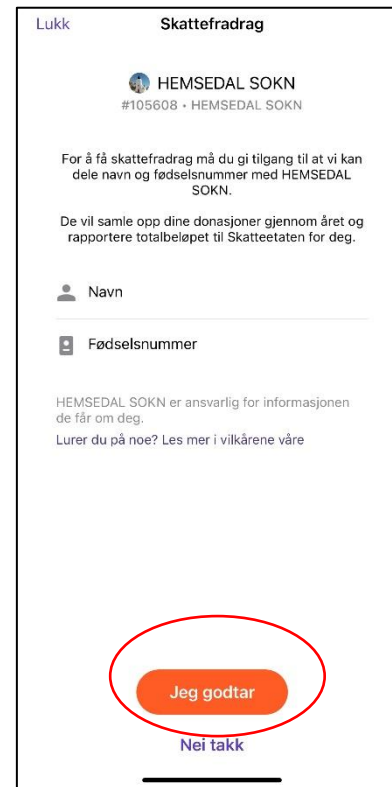 Lukk
Skattefradrag
HEMSEDAL SOKN
#105608 • HEMSEDAL SOKN
For å få skattefradrag må du gi tilgang til at vi kan
dele navn og fødselsnummer med HEMSEDAL
SOKN.
De vil samle opp dine donasjoner gjennom året og
rapportere totalbeløpet til Skatteetaten for deg.
Navn
Fødselsnummer
HEMSEDAL SOKN er ansvarlig for informasjonen
de får om deg.
Lurer du på noe? Les mer i vilkårene våre
Jeg godtar
Nei takk